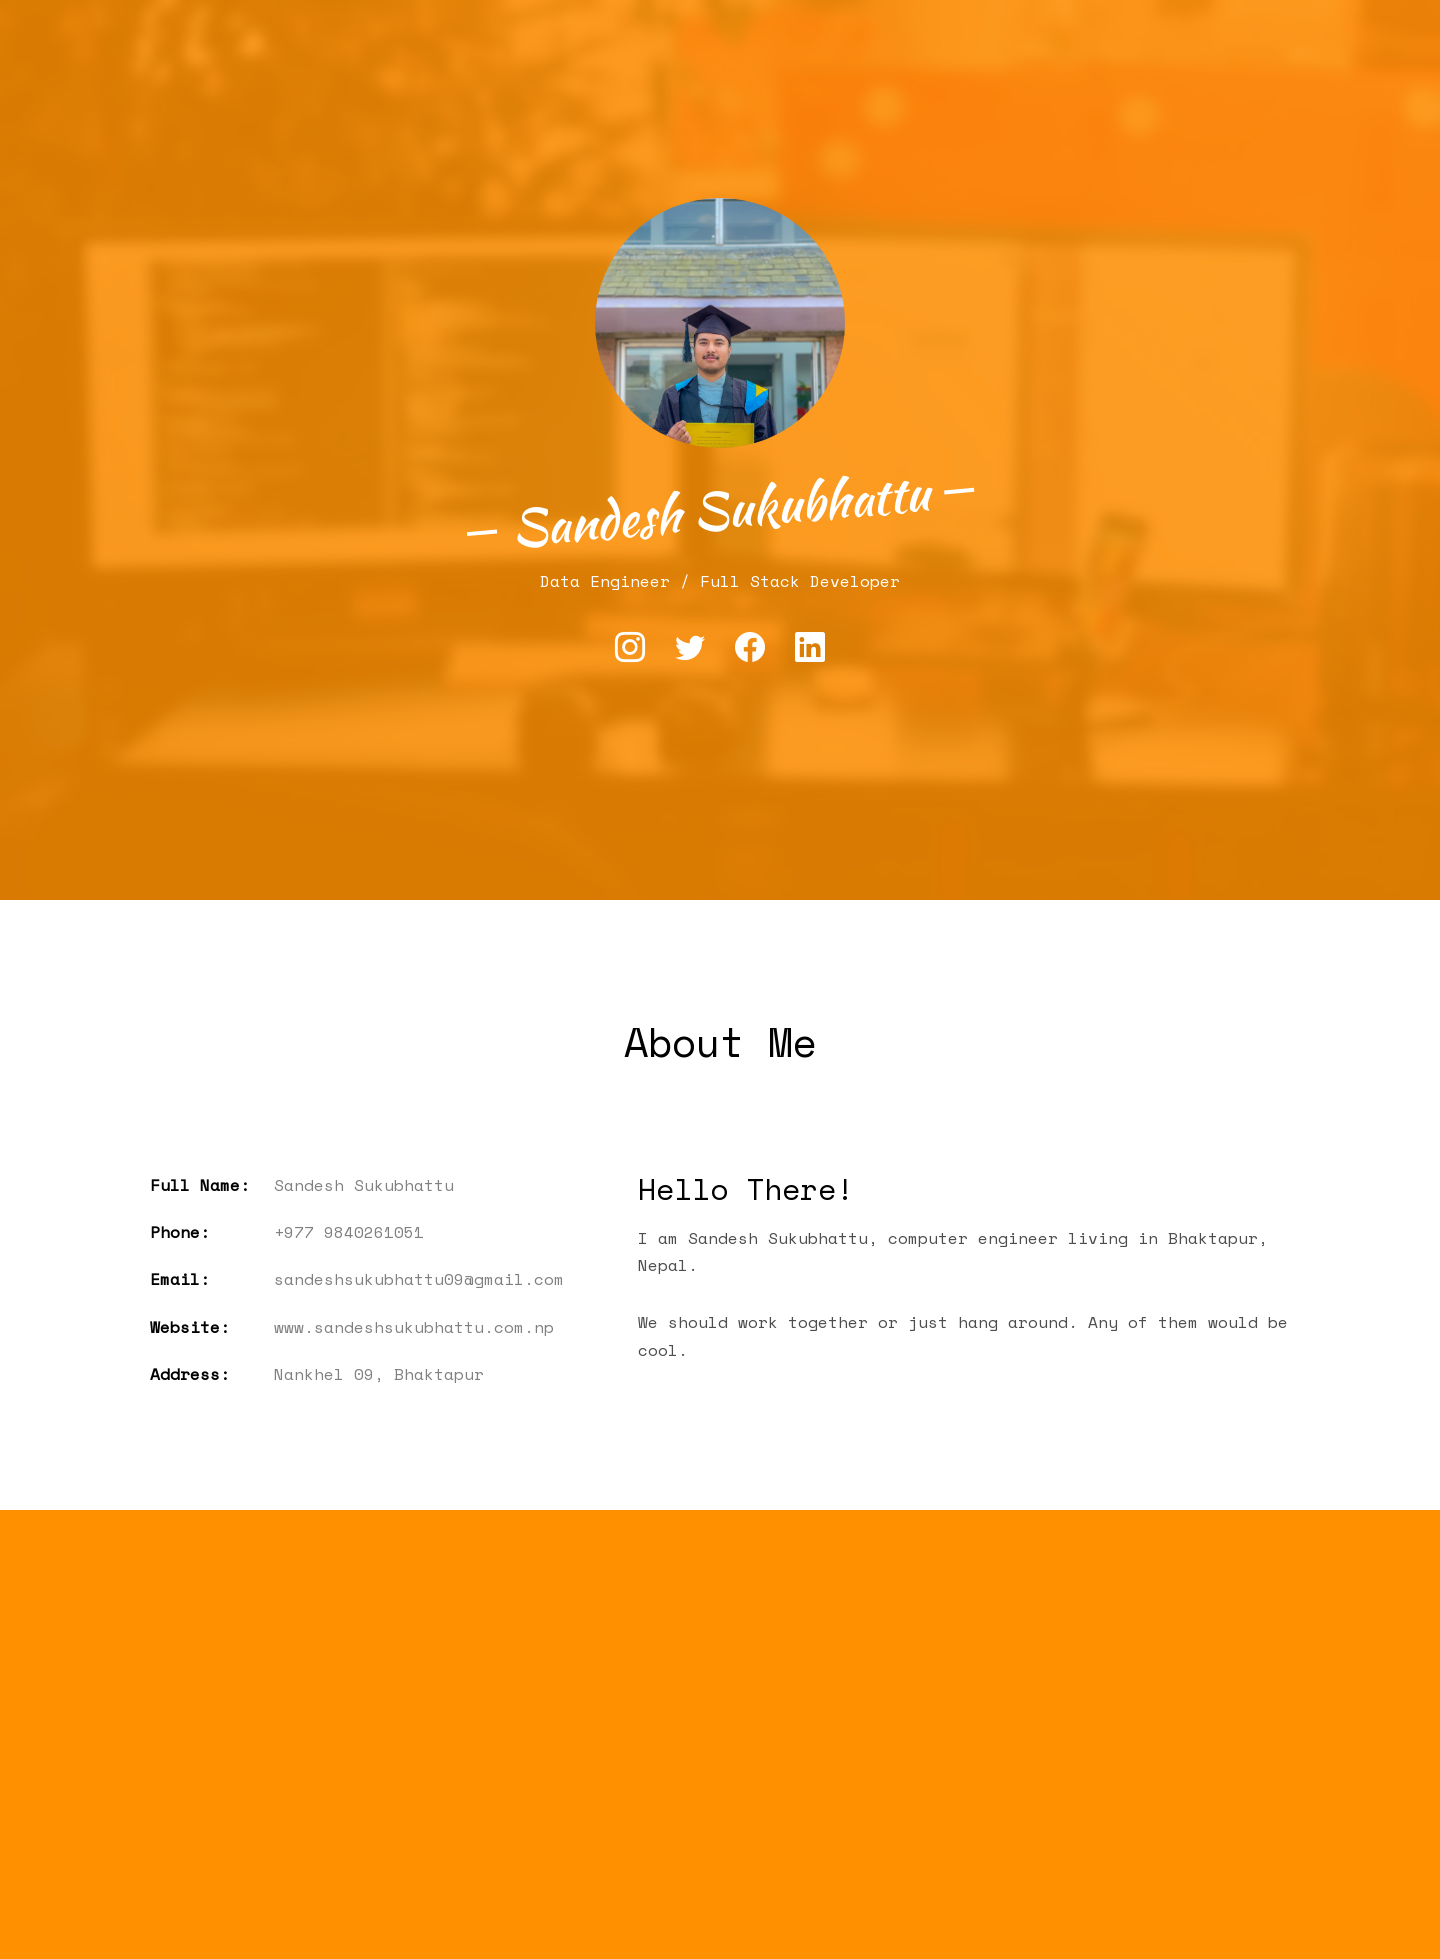 Sandesh Sukubhattu
Data Engineer / Full Stack Developer
About Me
Full Name: Sandesh Sukubhattu
Phone: +977 9840261051
Email: sandeshsukubhattu09@gmail.com
Website: www.sandeshsukubhattu.com.np
Address: Nankhel 09, Bhaktapur
Hello There!
I am Sandesh Sukubhattu, computer engineer living in Bhaktapur,
Nepal.
We should work together or just hang around. Any of them would be
cool.